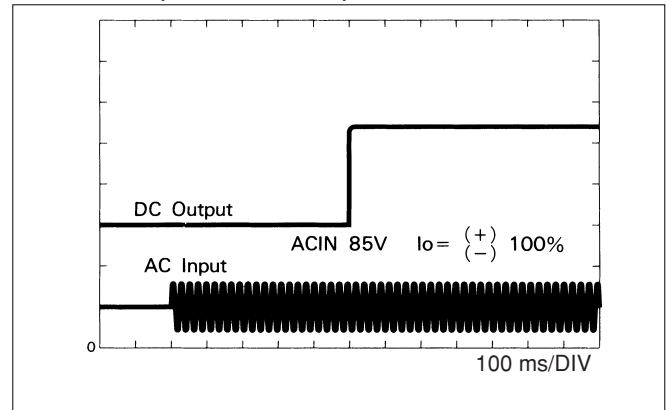 DC Output
ACIN 85V Io= (+) 100%
(−)
AC Input
0
100 ms/DIV